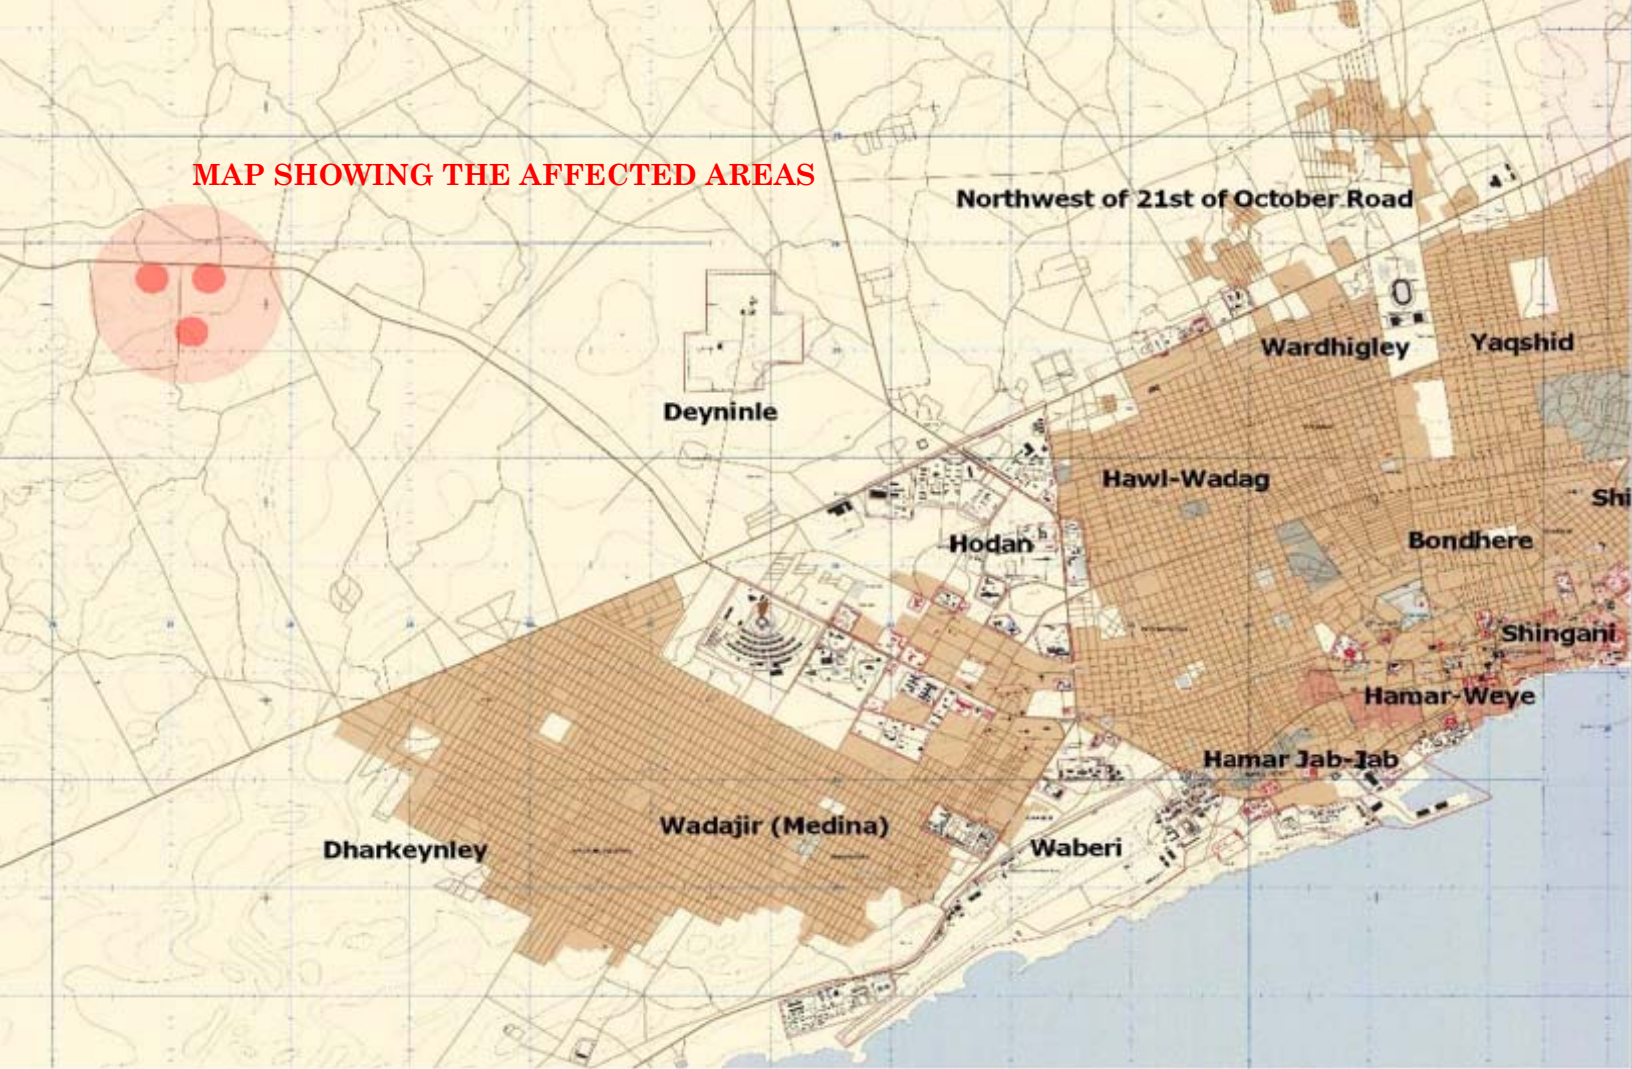 MAP SHOWING THE AFFECTED AREAS
Northwest of 21st of October Road
Wardhigley
Yaqshid
Deyninle
Hawl-Wadag
Shi
Hodan
Bondhere
Shingani
Hamar-Weye
Hamar Jab-Jab
Wadajir (Medina)
Dharkeynley
Waberi